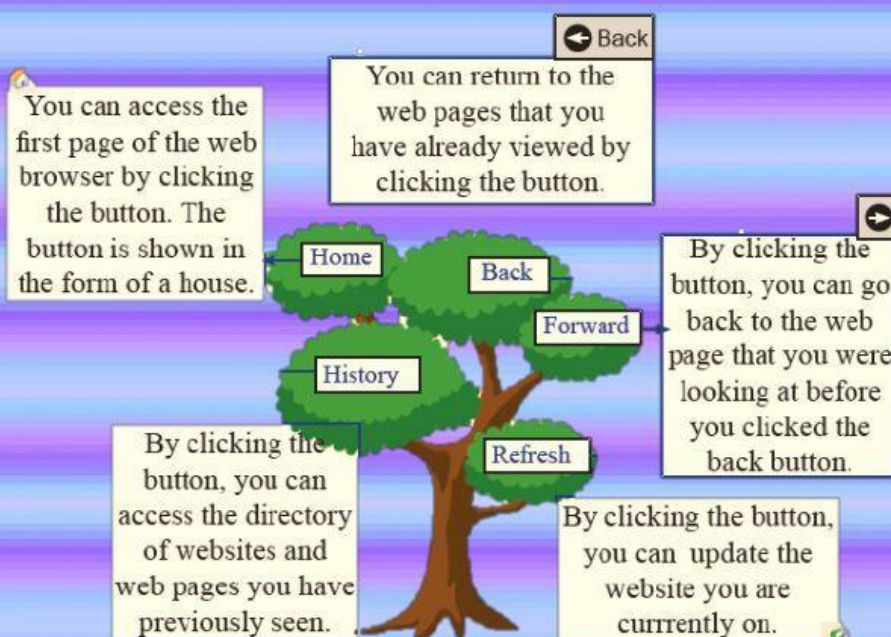 Back
You can return to the
web pages that you
have already viewed by
clicking the button.
You can access the
first page of the web
browser by clicking
the button. The
button is shown in
the form of a house.
Home
Back
Forward
History
Refresh
By clicking the
button, you can go
back to the web
page that you were
looking at before
you clicked the
back button.
By clicking the
button, you can
access the directory
of websites and
web pages you have
previously seen.
By clicking the button,
you can update the
website you are
currrently on.